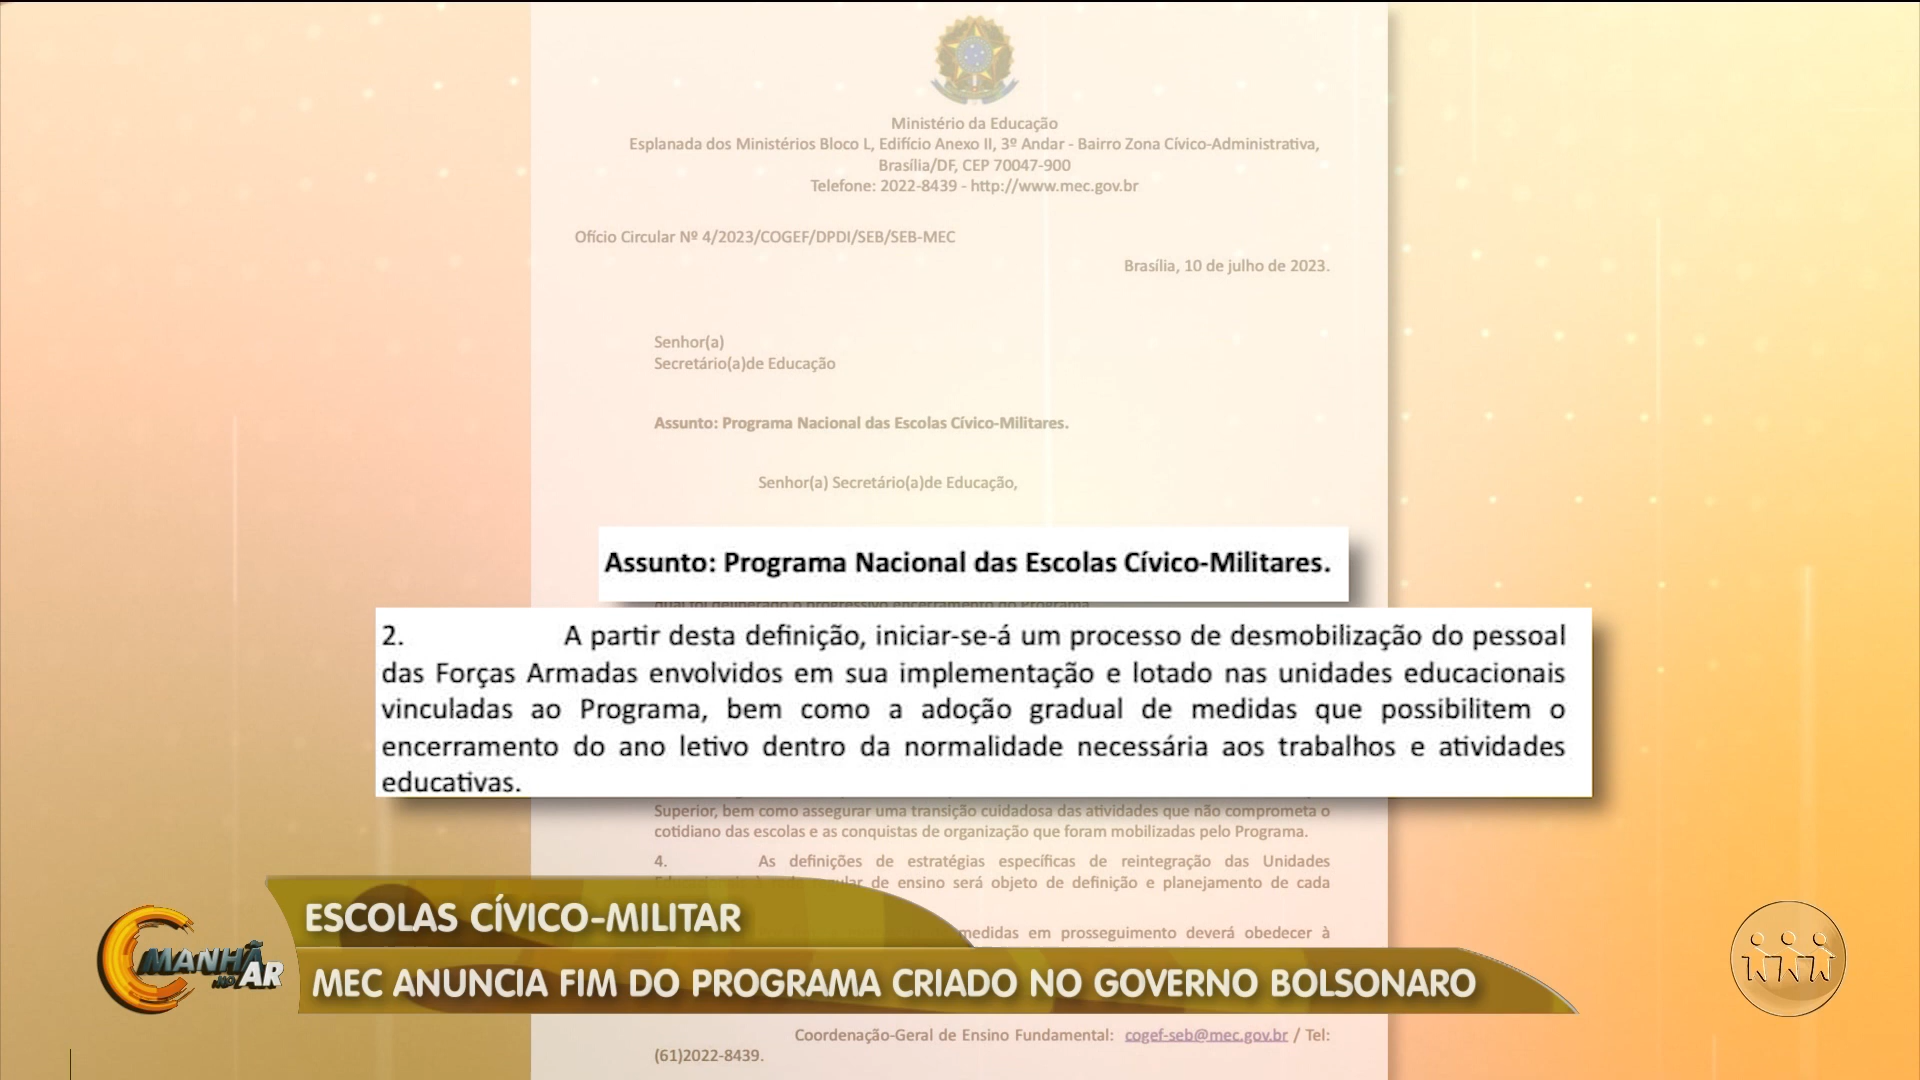 Ministério da Educação
Esplanada dos Ministérios Bloco L, Edifício Anexo II, 3º Andar - Bairro Zona Cívico-Administrativa,
Brasília/DF, CEP 70047-900
Telefone: 2022-8439 - http://www.mec.gov.br
Ofício Circular Nº 4/2023/COGEF/DPDI/SEB/SEB-MEC
Brasília, 10 de julho de 2023.
Senhor(a)
Secretário(a)de Educação
Assunto: Programa Nacional das Escolas Cívico-Militares.
Senhor(a) Secretário(a)de Educação,
Assunto: Programa Nacional das Escolas Cívico-Militares.
qual foi deliberado o progressivo encerramento do Programa
2. A partir desta definição, iniciar-se-á um processo de desmobilização do pessoal
das Forças Armadas envolvidos em sua implementação e lotado nas unidades educacionais
vinculadas ao Programa, bem como a adoção gradual de medidas que possibilitem o
encerramento do ano letivo dentro da normalidade necessária aos trabalhos e atividades
educativas.
Superior, bem como assegurar uma transição cuidadosa das atividades que não comprometa o
cotidiano das escolas e as conquistas de organização que foram mobilizadas pelo Programa.
4. As definições de estratégias específicas de reintegração das Unidades
de ensino será objeto de definição e planejamento de cada
ESCOLAS CÍVICO-MILITAR
medidas em prosseguimento deverá obedecer à
MANHÃ
NO AR
MEC ANUNCIA FIM DO PROGRAMA CRIADO NO GOVERNO BOLSONARO
Coordenação-Geral de Ensino Fundamental: cogef-seb@mec.gov.br / Tel:
(61)2022-8439.